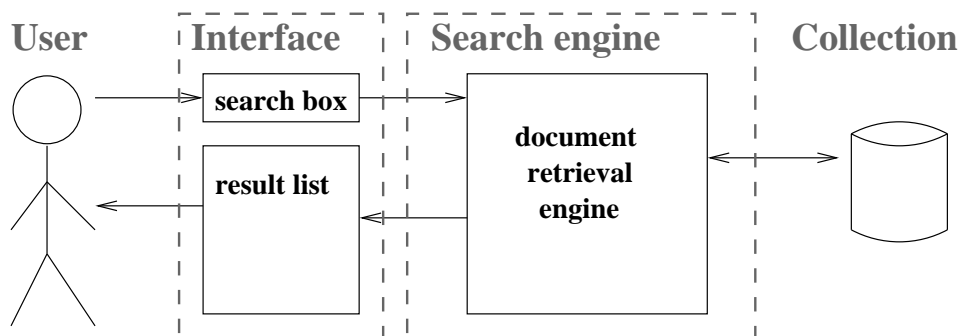 User
Interface
Search engine
Collection
search box
result list
document
retrieval
engine